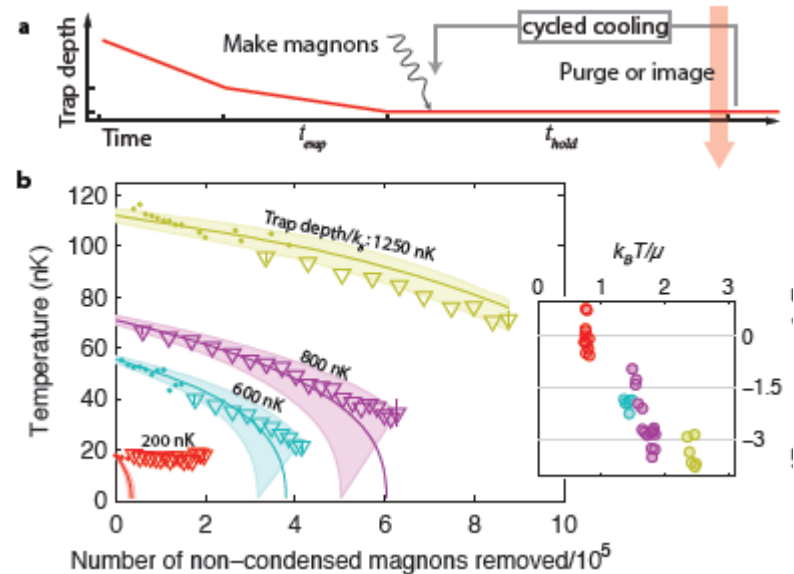 a
Trap depth
Make magnons
cycled cooling
Purge or image
Time
t_evap
t_hold
b
Temperature (nK)
120
100
80
60
40
20
0
Trap depth/k_B: 1250 nK
800 nK
600 nK
200 nK
0 2 4 6 8 10
Number of non-condensed magnons removed/10^5
k_BT/μ
0 1 2 3
0
−1.5
−3